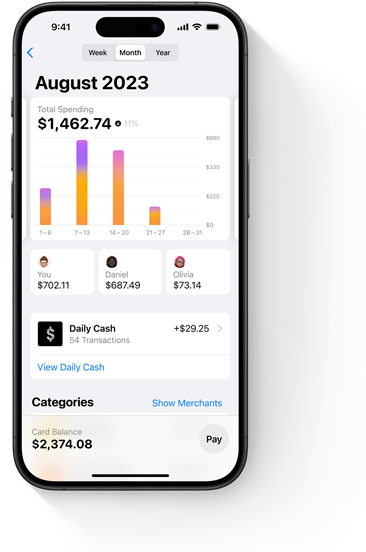 9:41
Week Month Year
August 2023
Total Spending
$1,462.74 11%
$660
$330
$220
$0
1–6 7–13 14–20 21–27 28–31
You Daniel Olivia
$702.11 $687.49 $73.14
Daily Cash +$29.25
54 Transactions
$
View Daily Cash
Categories Show Merchants
Card Balance
$2,374.08
Pay